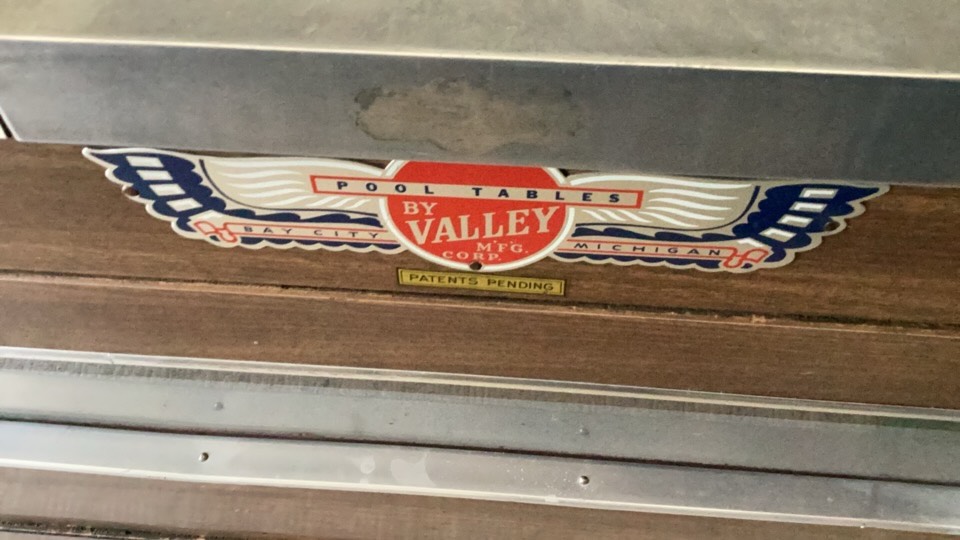 POOL TABLES
BY
VALLEY
M'F'G.
CORP.
BAY CITY
MICHIGAN
PATENTS PENDING